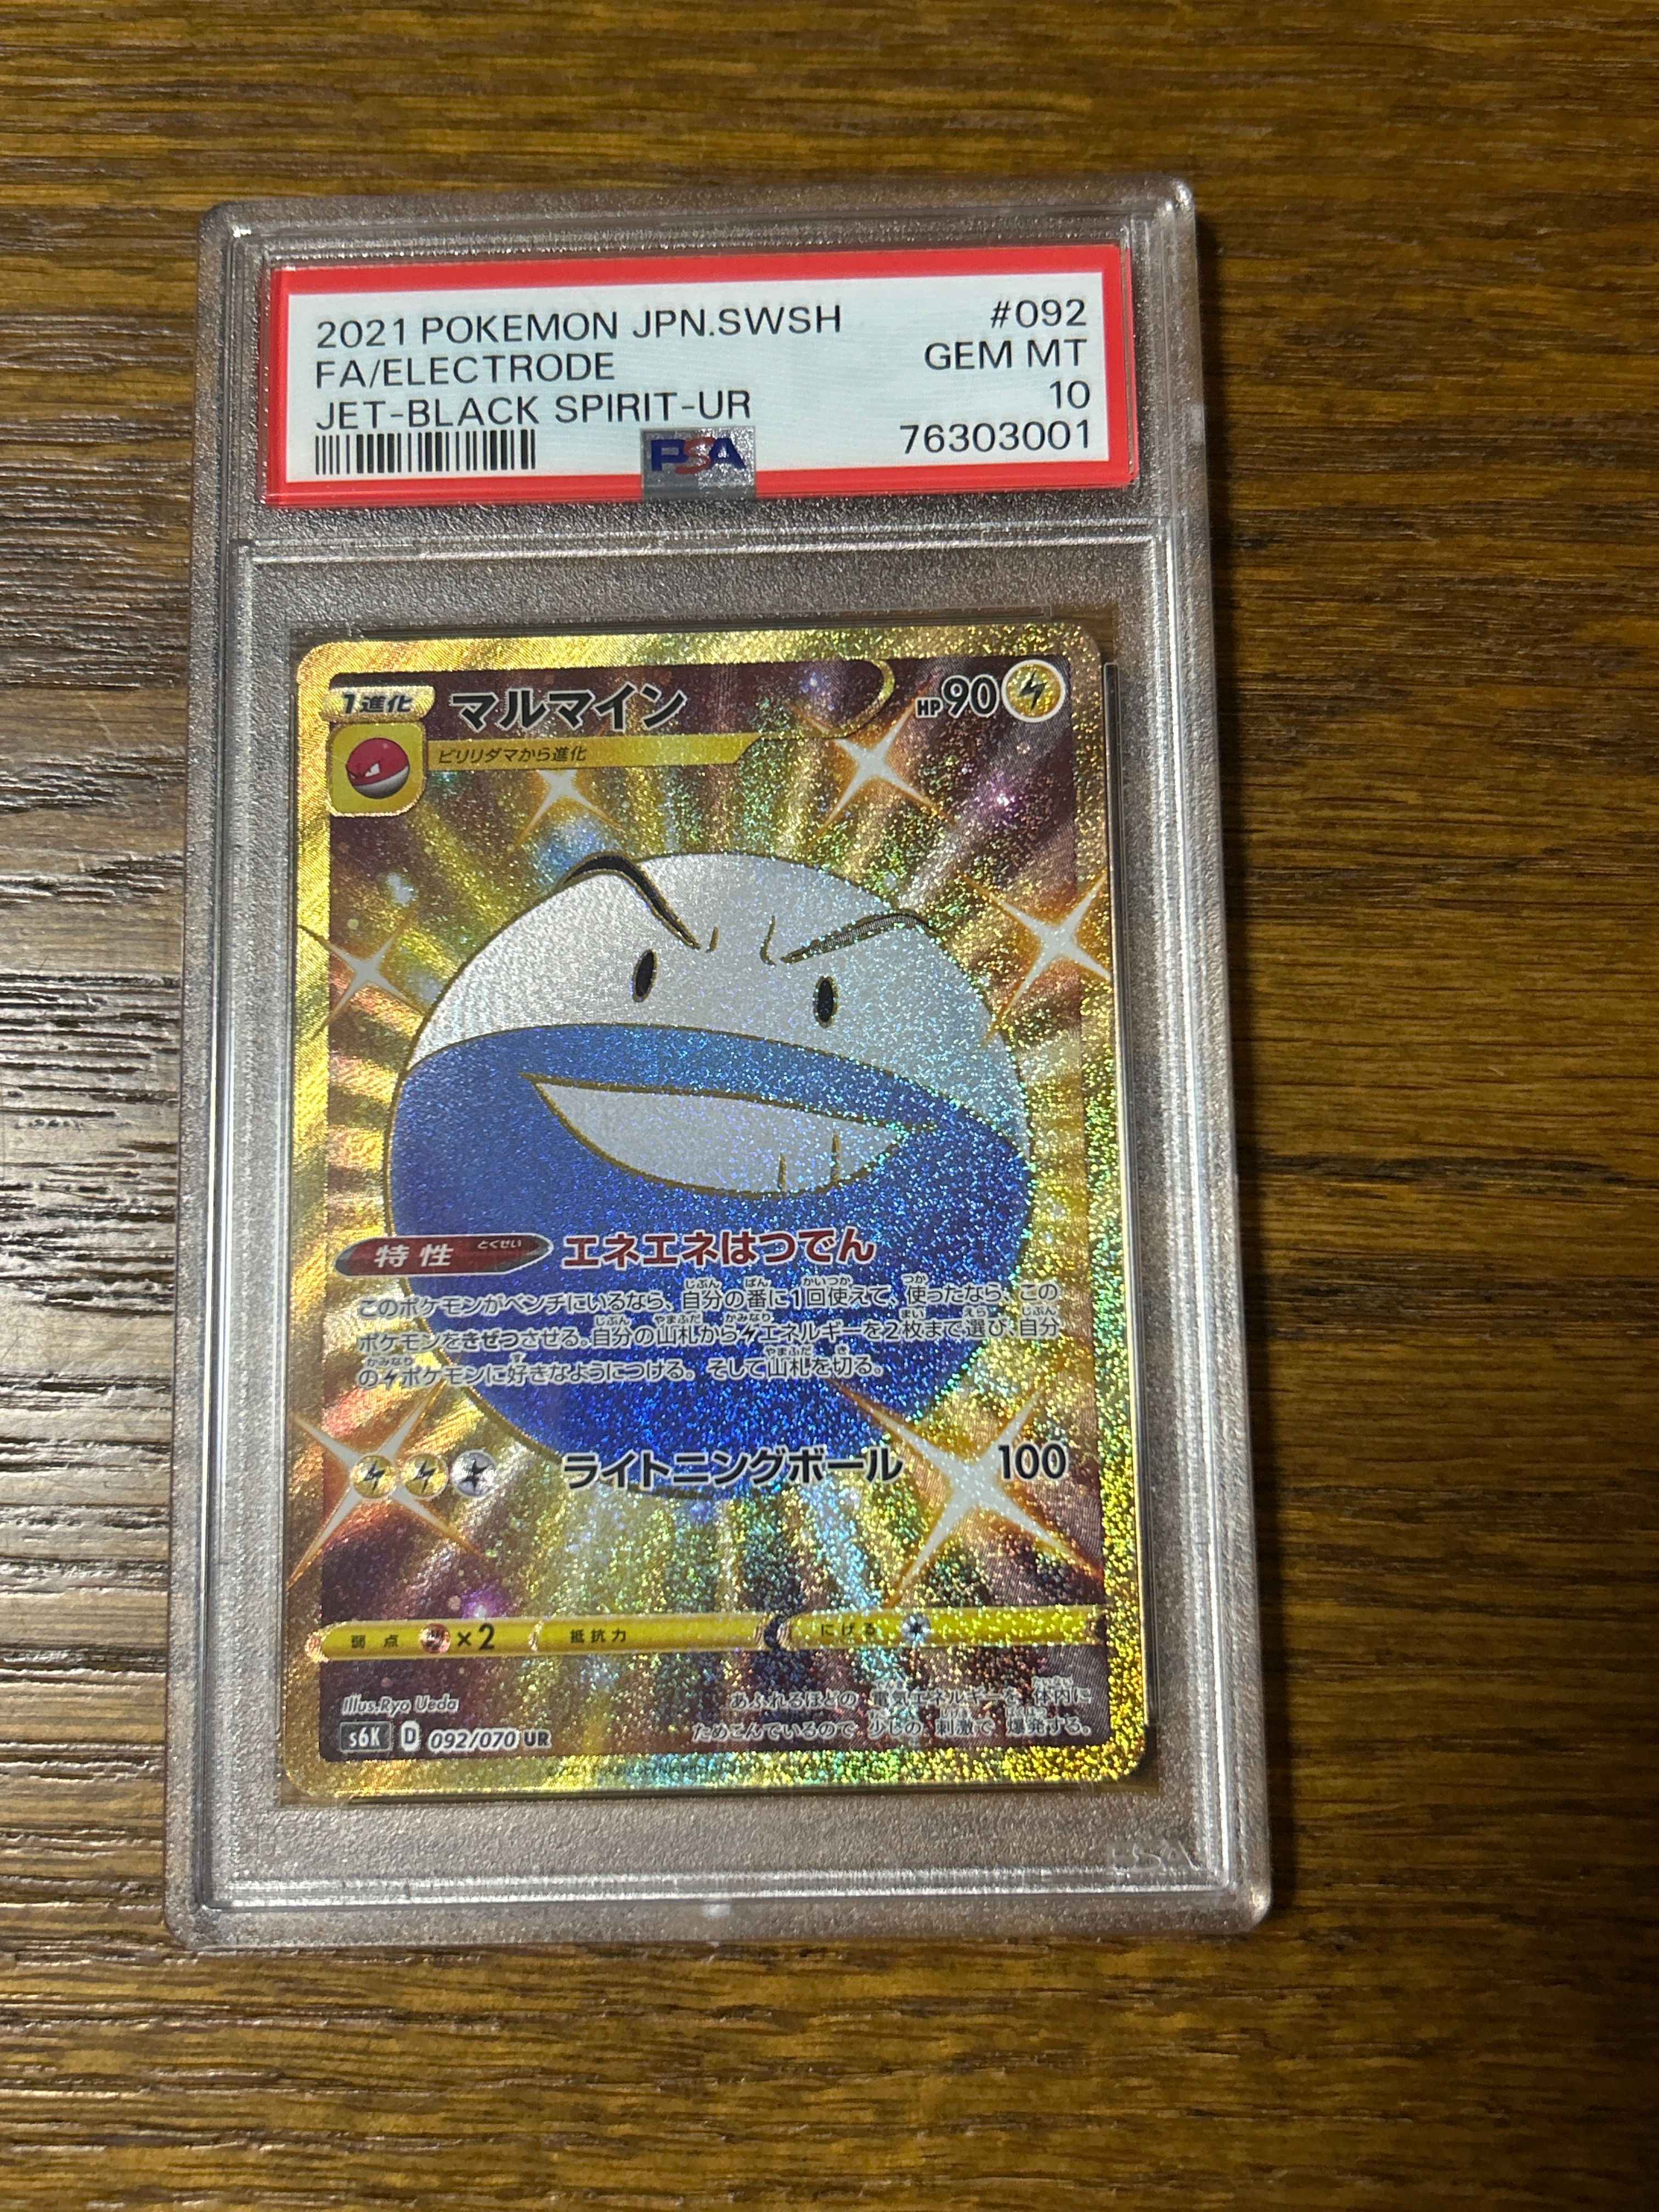 2021 POKEMON JPN.SWSH #092
FA/ELECTRODE GEM MT
JET-BLACK SPIRIT-UR 10
PSA 76303001
1進化 マルマイン HP90
ビリリダマから進化
特性 とくせい エネエネはつでん
このポケモンがベンチにいるなら、自分の番に1回使えて、使ったなら、この
ポケモンをきぜつさせる。自分の山札からエネルギーを2枚まで選び、自分
のポケモンに好きなようにつける。そして山札を切る。
ライトニングボール 100
弱点 ×2 抵抗力 にげる
Illus.Ryo Ueda
あふれるほどの 電気エネルギーを 体内に
ためこんでいるので 少しの 刺激で 爆発する。
s6K D 092/070 UR